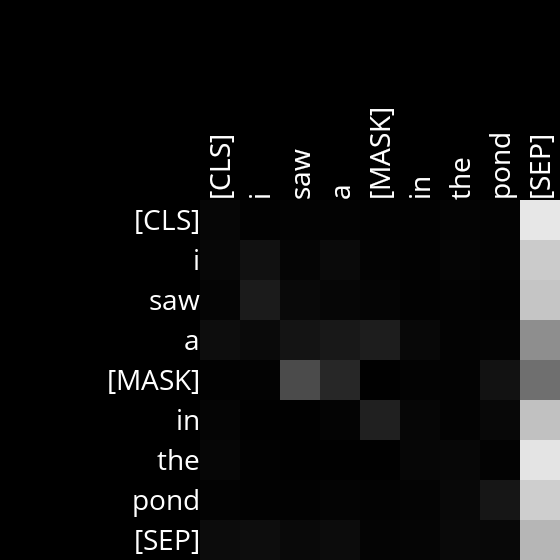 [CLS] i saw a [MASK] in the pond [SEP]
[CLS]
i
saw
a
[MASK]
in
the
pond
[SEP]